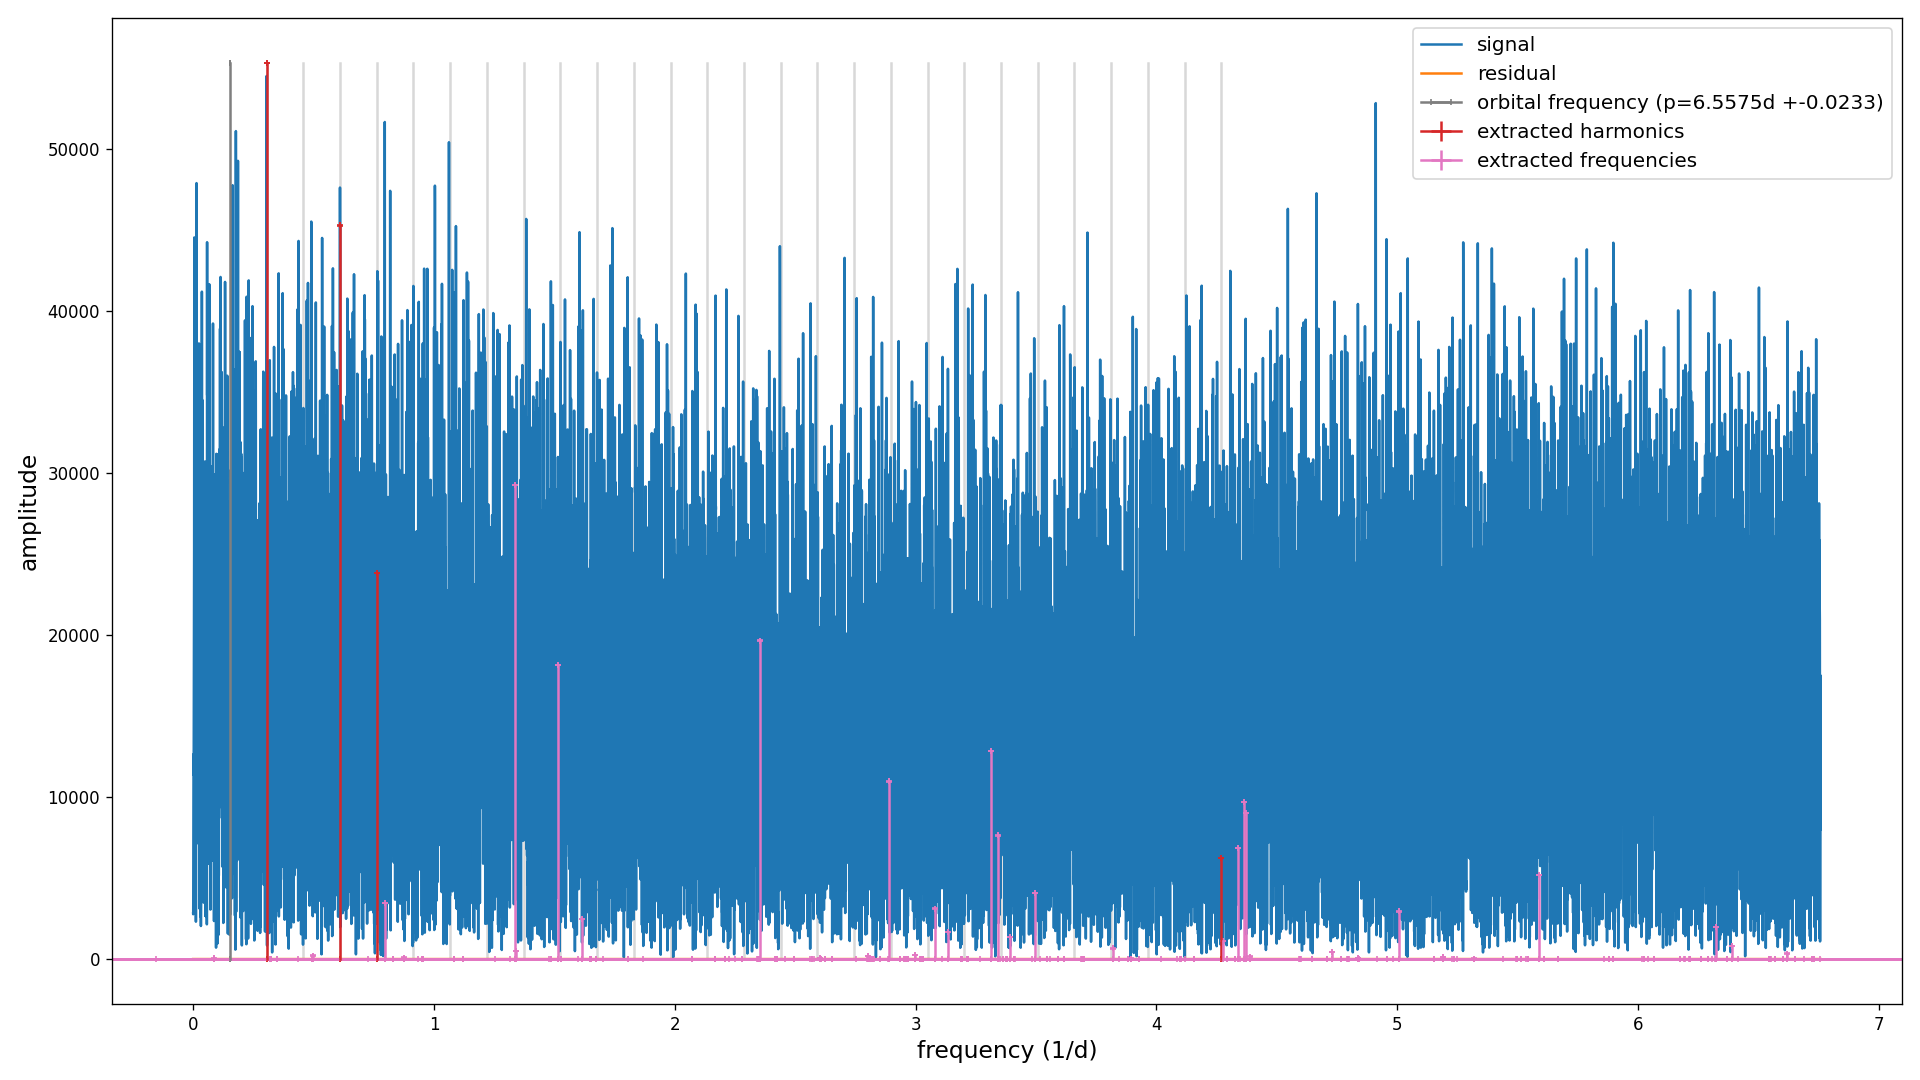 signal
residual
orbital frequency (p=6.5575d +-0.0233)
extracted harmonics
extracted frequencies
50000
40000
30000
20000
10000
0
amplitude
0 1 2 3 4 5 6 7
frequency (1/d)